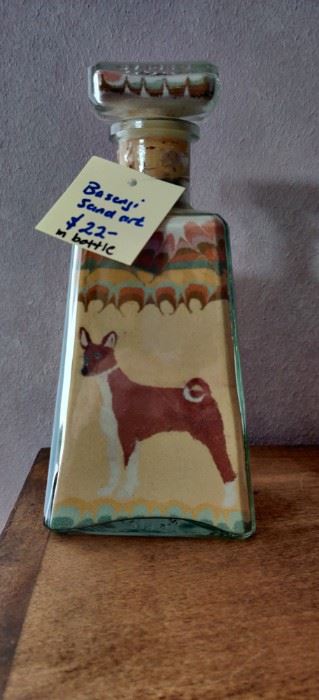 Basenji
sand art
$22-
in bottle